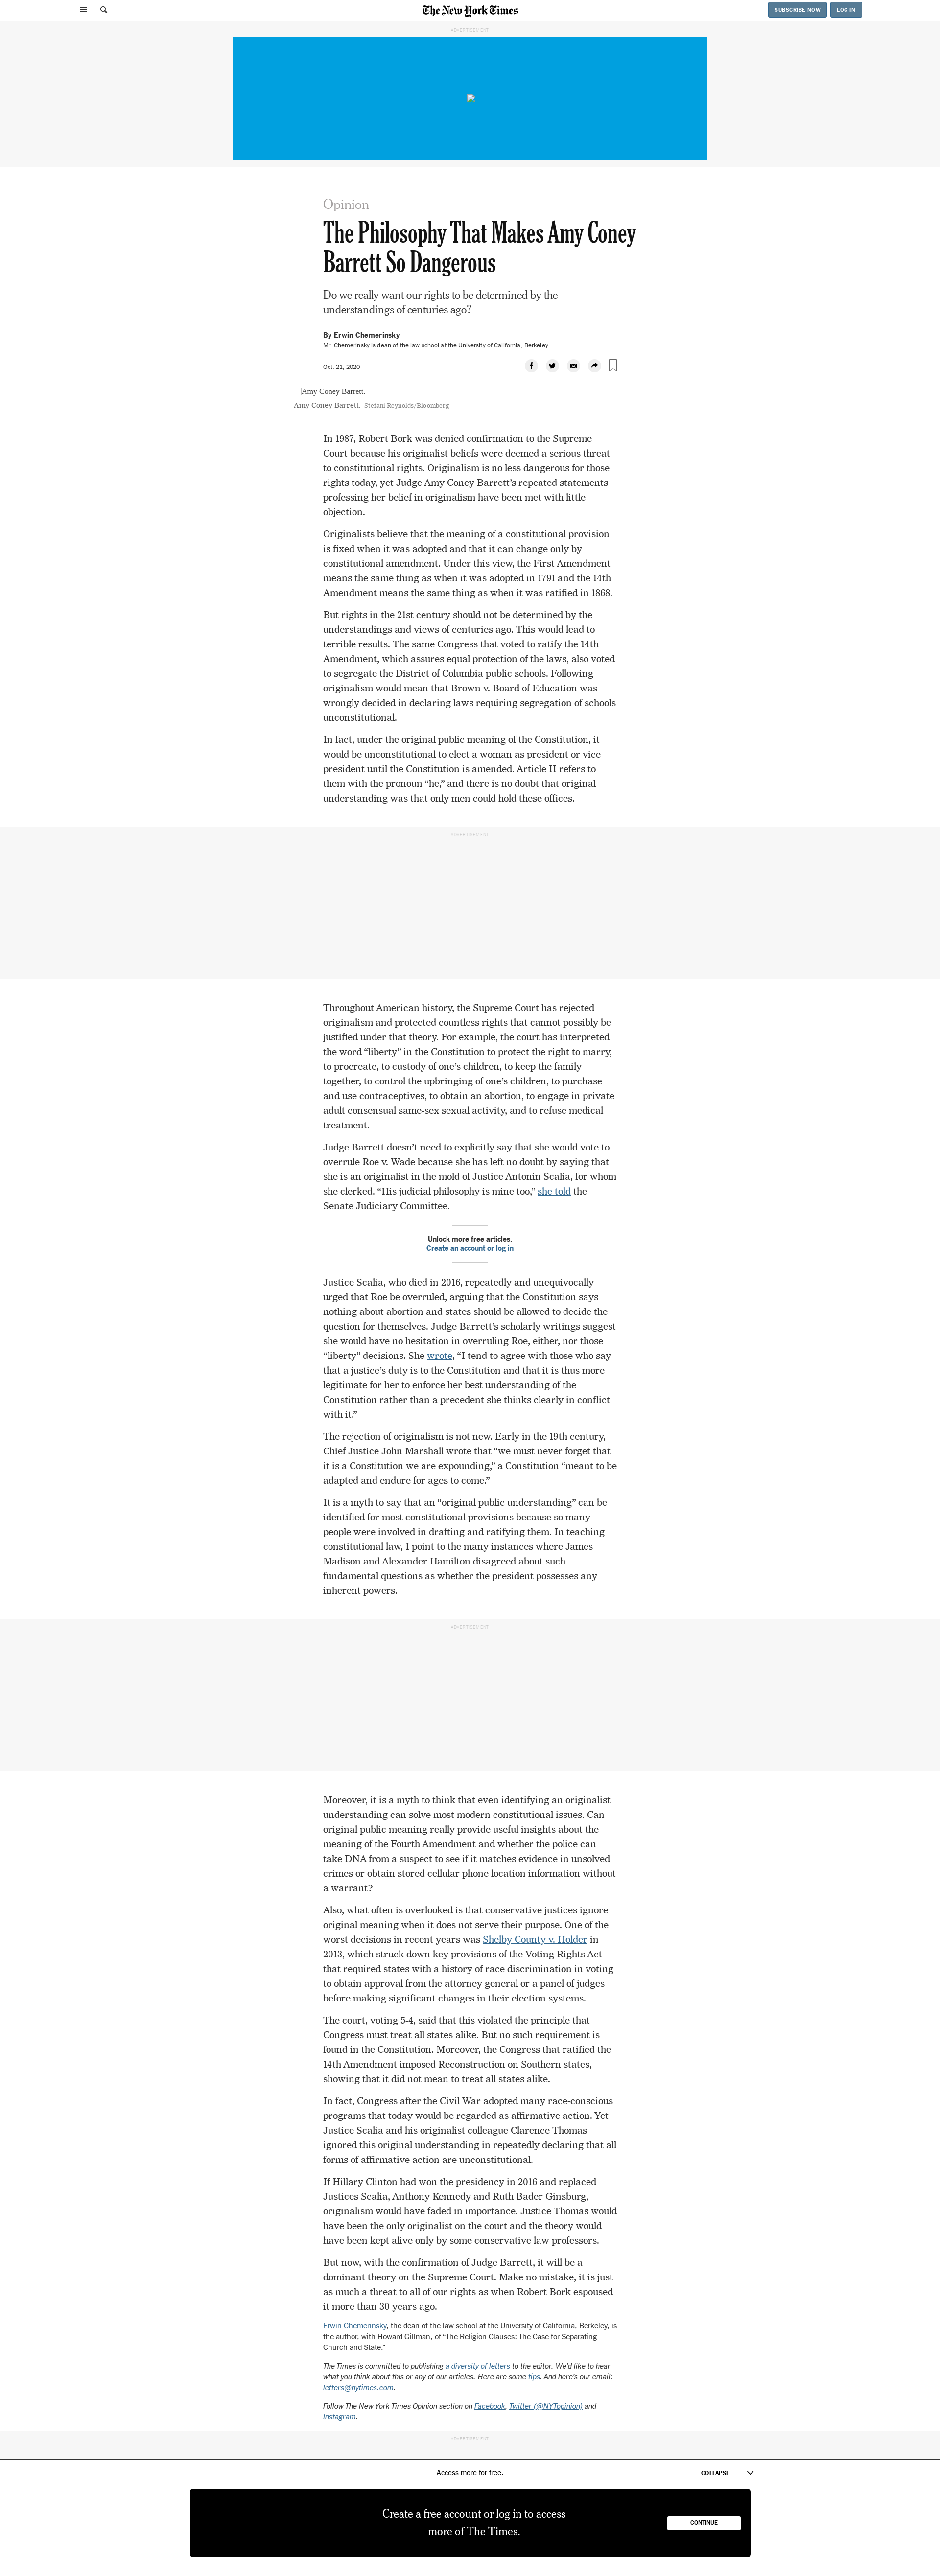 The New York Times
SUBSCRIBE NOW
LOG IN
ADVERTISEMENT
Opinion
The Philosophy That Makes Amy Coney
Barrett So Dangerous
Do we really want our rights to be determined by the
understandings of centuries ago?
By Erwin Chemerinsky
Mr. Chemerinsky is dean of the law school at the University of California, Berkeley.
Oct. 21, 2020
Amy Coney Barrett.
Amy Coney Barrett. Stefani Reynolds/Bloomberg
In 1987, Robert Bork was denied confirmation to the Supreme
Court because his originalist beliefs were deemed a serious threat
to constitutional rights. Originalism is no less dangerous for those
rights today, yet Judge Amy Coney Barrett’s repeated statements
professing her belief in originalism have been met with little
objection.
Originalists believe that the meaning of a constitutional provision
is fixed when it was adopted and that it can change only by
constitutional amendment. Under this view, the First Amendment
means the same thing as when it was adopted in 1791 and the 14th
Amendment means the same thing as when it was ratified in 1868.
But rights in the 21st century should not be determined by the
understandings and views of centuries ago. This would lead to
terrible results. The same Congress that voted to ratify the 14th
Amendment, which assures equal protection of the laws, also voted
to segregate the District of Columbia public schools. Following
originalism would mean that Brown v. Board of Education was
wrongly decided in declaring laws requiring segregation of schools
unconstitutional.
In fact, under the original public meaning of the Constitution, it
would be unconstitutional to elect a woman as president or vice
president until the Constitution is amended. Article II refers to
them with the pronoun “he,” and there is no doubt that original
understanding was that only men could hold these offices.
ADVERTISEMENT
Throughout American history, the Supreme Court has rejected
originalism and protected countless rights that cannot possibly be
justified under that theory. For example, the court has interpreted
the word “liberty” in the Constitution to protect the right to marry,
to procreate, to custody of one’s children, to keep the family
together, to control the upbringing of one’s children, to purchase
and use contraceptives, to obtain an abortion, to engage in private
adult consensual same-sex sexual activity, and to refuse medical
treatment.
Judge Barrett doesn’t need to explicitly say that she would vote to
overrule Roe v. Wade because she has left no doubt by saying that
she is an originalist in the mold of Justice Antonin Scalia, for whom
she clerked. “His judicial philosophy is mine too,” she told the
Senate Judiciary Committee.
Unlock more free articles.
Create an account or log in
Justice Scalia, who died in 2016, repeatedly and unequivocally
urged that Roe be overruled, arguing that the Constitution says
nothing about abortion and states should be allowed to decide the
question for themselves. Judge Barrett’s scholarly writings suggest
she would have no hesitation in overruling Roe, either, nor those
“liberty” decisions. She wrote, “I tend to agree with those who say
that a justice’s duty is to the Constitution and that it is thus more
legitimate for her to enforce her best understanding of the
Constitution rather than a precedent she thinks clearly in conflict
with it.”
The rejection of originalism is not new. Early in the 19th century,
Chief Justice John Marshall wrote that “we must never forget that
it is a Constitution we are expounding,” a Constitution “meant to be
adapted and endure for ages to come.”
It is a myth to say that an “original public understanding” can be
identified for most constitutional provisions because so many
people were involved in drafting and ratifying them. In teaching
constitutional law, I point to the many instances where James
Madison and Alexander Hamilton disagreed about such
fundamental questions as whether the president possesses any
inherent powers.
ADVERTISEMENT
Moreover, it is a myth to think that even identifying an originalist
understanding can solve most modern constitutional issues. Can
original public meaning really provide useful insights about the
meaning of the Fourth Amendment and whether the police can
take DNA from a suspect to see if it matches evidence in unsolved
crimes or obtain stored cellular phone location information without
a warrant?
Also, what often is overlooked is that conservative justices ignore
original meaning when it does not serve their purpose. One of the
worst decisions in recent years was Shelby County v. Holder in
2013, which struck down key provisions of the Voting Rights Act
that required states with a history of race discrimination in voting
to obtain approval from the attorney general or a panel of judges
before making significant changes in their election systems.
The court, voting 5-4, said that this violated the principle that
Congress must treat all states alike. But no such requirement is
found in the Constitution. Moreover, the Congress that ratified the
14th Amendment imposed Reconstruction on Southern states,
showing that it did not mean to treat all states alike.
In fact, Congress after the Civil War adopted many race-conscious
programs that today would be regarded as affirmative action. Yet
Justice Scalia and his originalist colleague Clarence Thomas
ignored this original understanding in repeatedly declaring that all
forms of affirmative action are unconstitutional.
If Hillary Clinton had won the presidency in 2016 and replaced
Justices Scalia, Anthony Kennedy and Ruth Bader Ginsburg,
originalism would have faded in importance. Justice Thomas would
have been the only originalist on the court and the theory would
have been kept alive only by some conservative law professors.
But now, with the confirmation of Judge Barrett, it will be a
dominant theory on the Supreme Court. Make no mistake, it is just
as much a threat to all of our rights as when Robert Bork espoused
it more than 30 years ago.
Erwin Chemerinsky, the dean of the law school at the University of California, Berkeley, is
the author, with Howard Gillman, of “The Religion Clauses: The Case for Separating
Church and State.”
The Times is committed to publishing a diversity of letters to the editor. We’d like to hear
what you think about this or any of our articles. Here are some tips. And here’s our email:
letters@nytimes.com.
Follow The New York Times Opinion section on Facebook, Twitter (@NYTopinion) and
Instagram.
ADVERTISEMENT
Access more for free.
COLLAPSE
Create a free account or log in to access
more of The Times.
CONTINUE